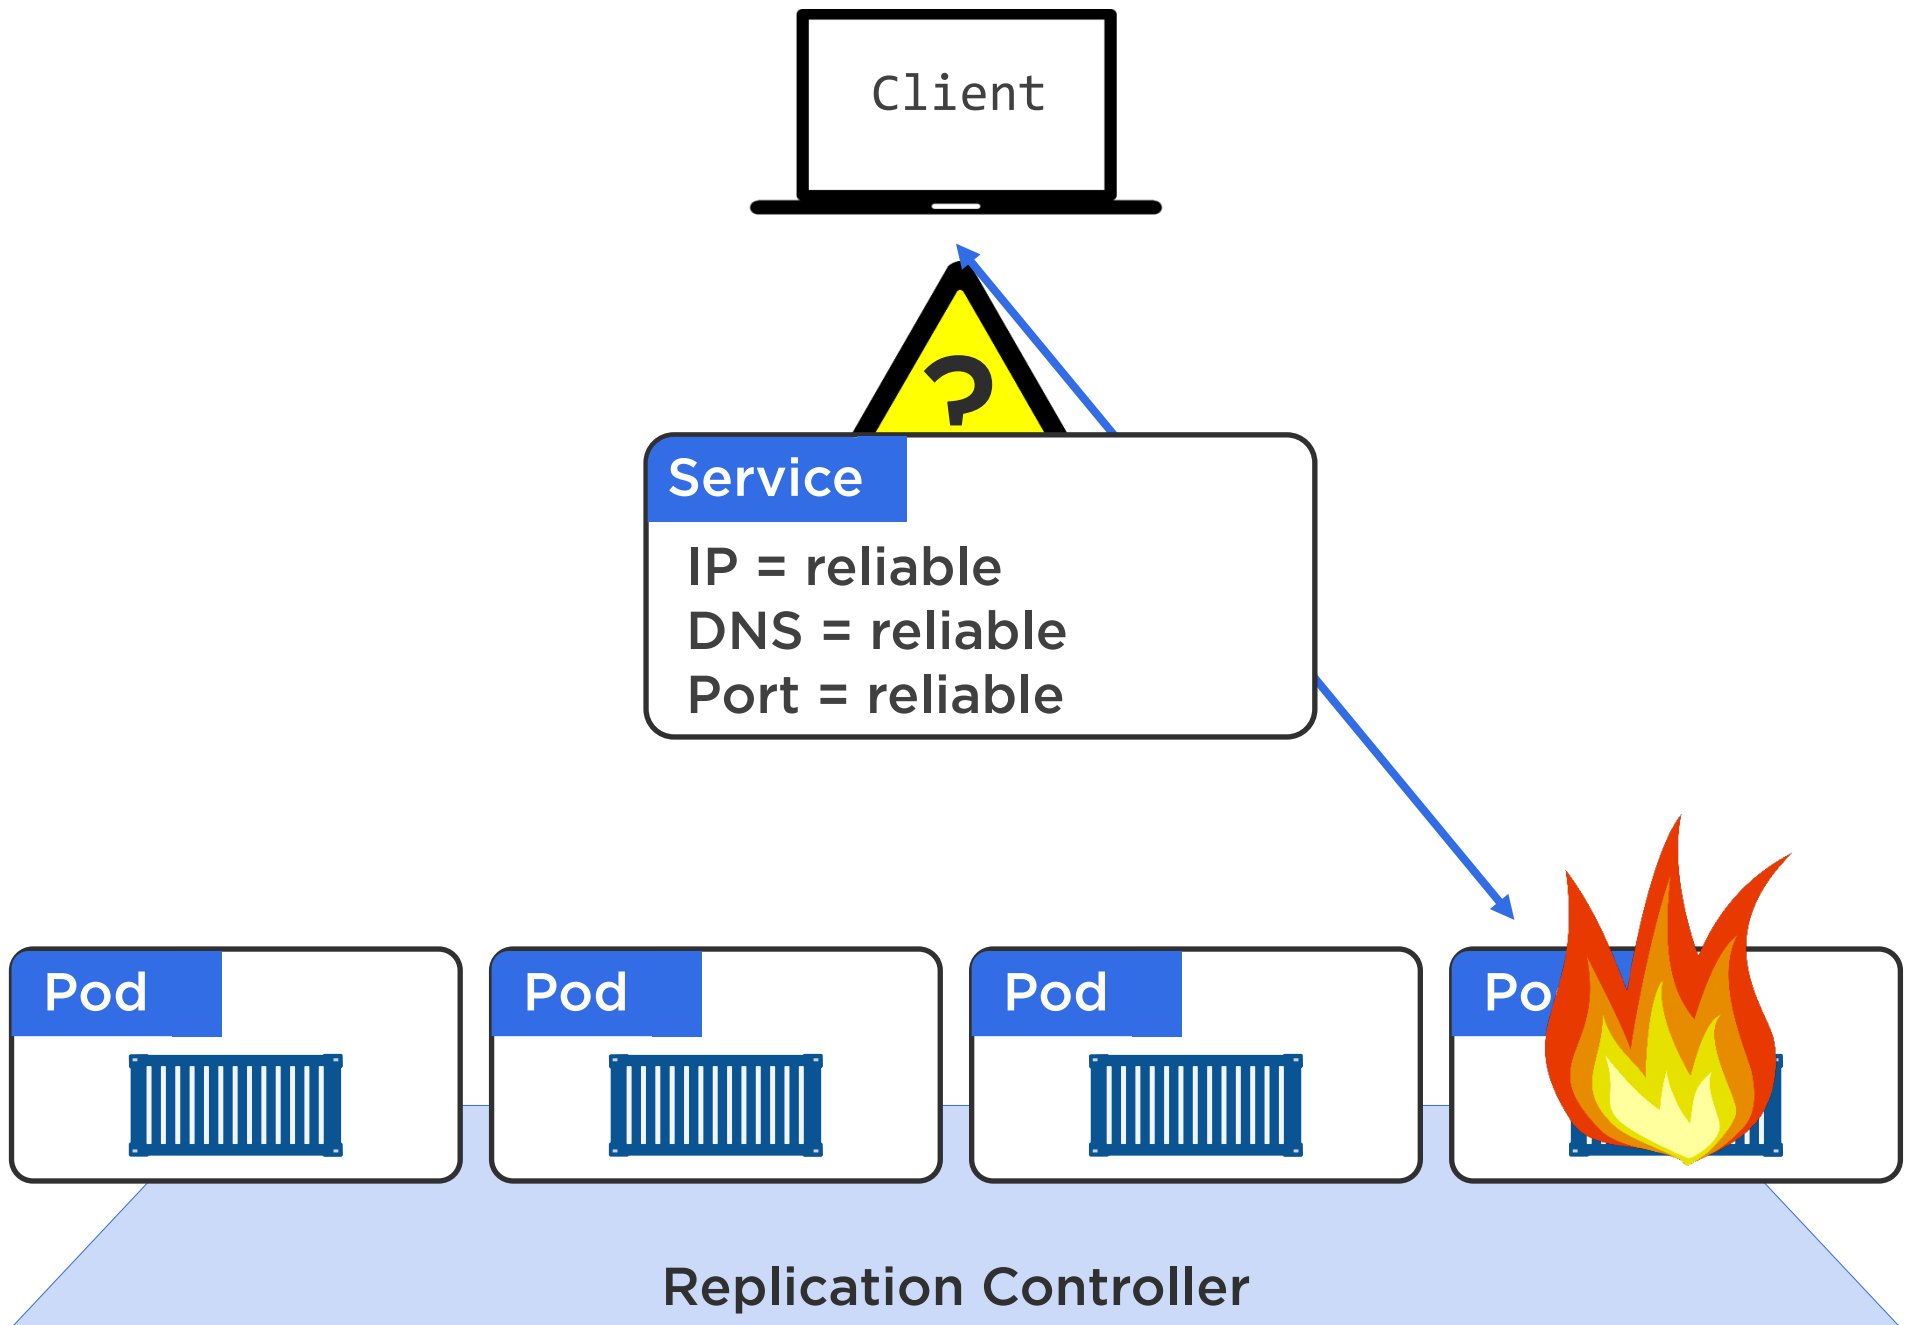 Client
?
Service
IP = reliable
DNS = reliable
Port = reliable
Pod
Pod
Pod
Po
Replication Controller